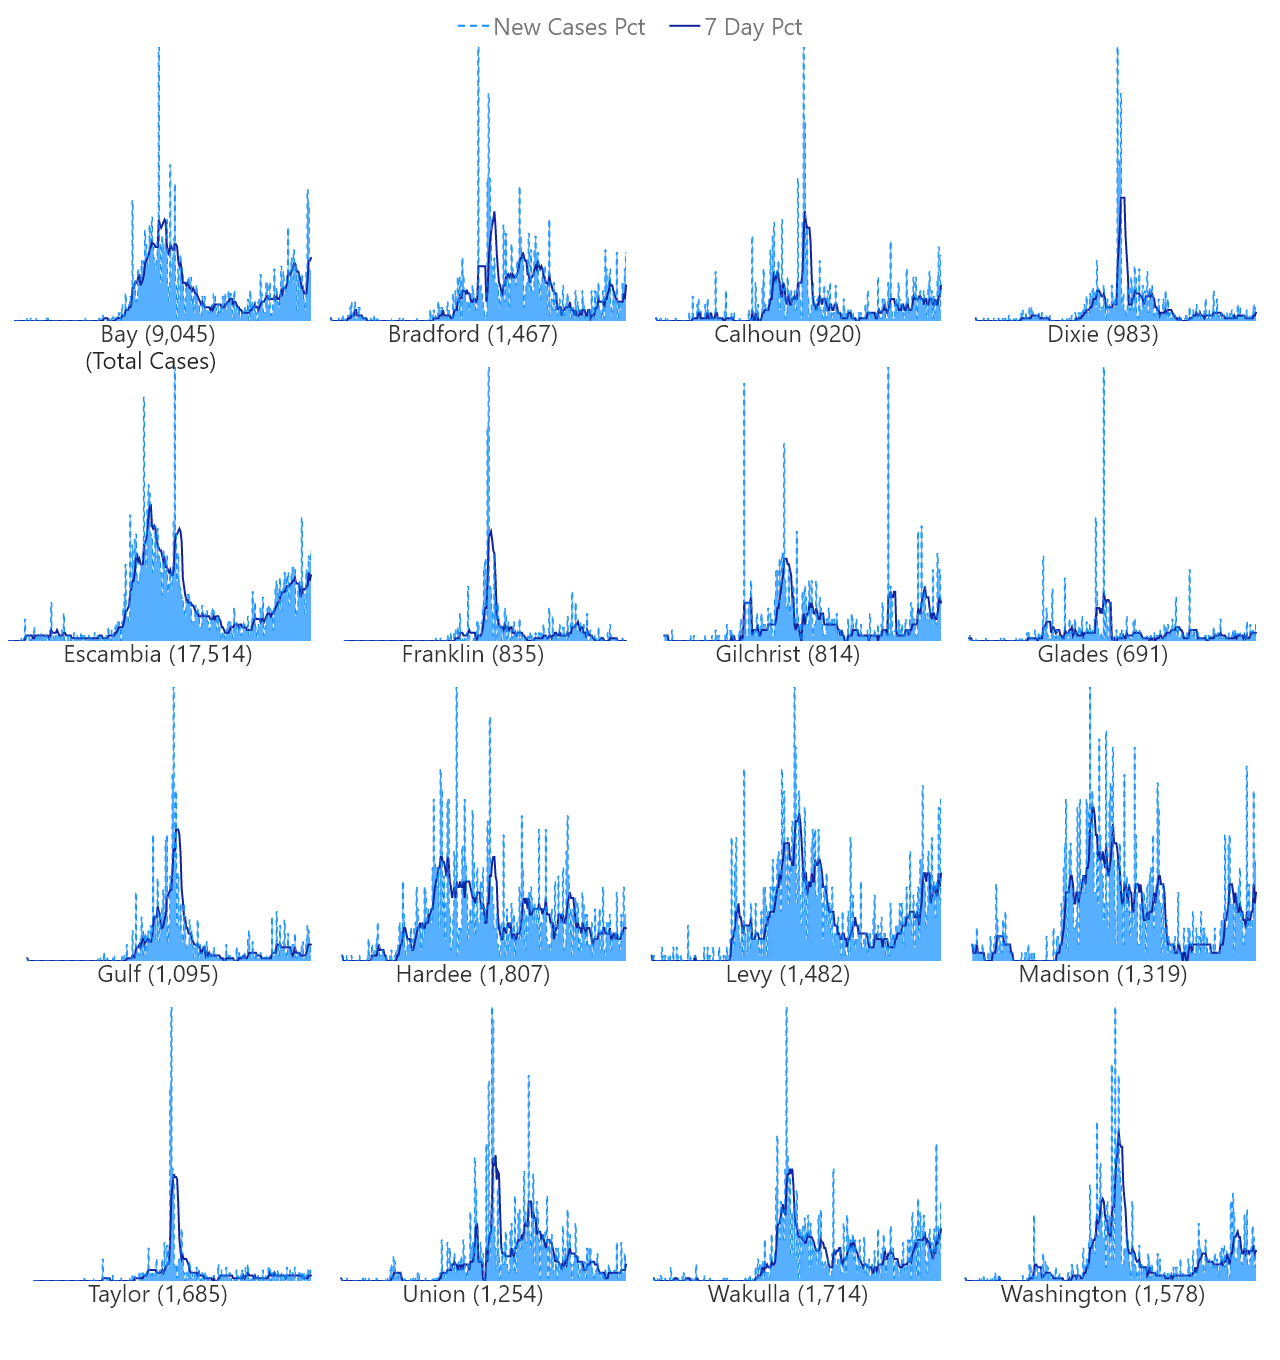 New Cases Pct 7 Day Pct
Bay (9,045) Bradford (1,467) Calhoun (920) Dixie (983)
(Total Cases)
Escambia (17,514) Franklin (835) Gilchrist (814) Glades (691)
Gulf (1,095) Hardee (1,807) Levy (1,482) Madison (1,319)
Taylor (1,685) Union (1,254) Wakulla (1,714) Washington (1,578)